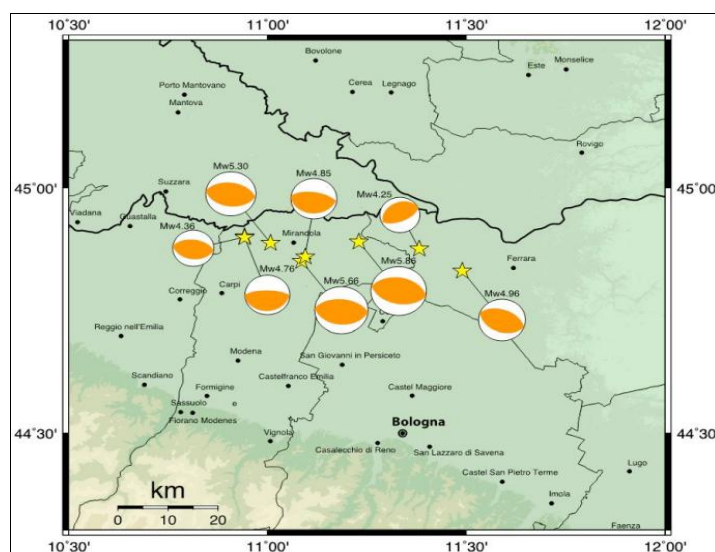 10˚30' 11˚00' 11˚30' 12˚00'
Bovolone
Monselice
Este
Porto Mantovano
Cerea Legnago
Mantova
Rovigo
Mw5.30 Mw4.85
Suzzara
Mw4.25
45˚00' 45˚00'
Viadana
Guastalla
Mw4.36
Mirandola
Mw5.86
Ferrara
Mw4.76
Mw5.66
Mw4.96
Correggio
Carpi
Reggio nell'Emilia
Modena
San Giovanni in Persiceto
Scandiano
Castelfranco Emilia
Formigine
Castel Maggiore
Sassuolo
Fiorano Modenes
Bologna
44˚30' 44˚30'
Vignola
Casalecchio di Reno
San Lazzaro di Savena
Castel San Pietro Terme
Lugo
km
Imola
0 5 10 15 20
Faenza
10˚30' 11˚00' 11˚30' 12˚00'